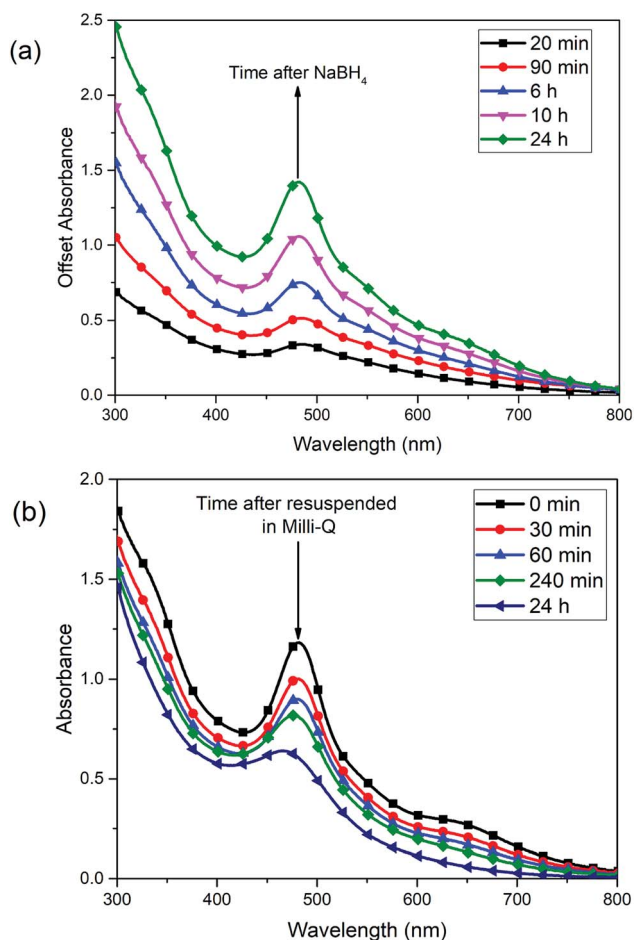 (a)
Time after NaBH4
20 min
90 min
6 h
10 h
24 h
Offset Absorbance
2.5
2.0
1.5
1.0
0.5
0.0
300
400
500
600
700
800
Wavelength (nm)
(b)
Time after resuspended
in Milli-Q
0 min
30 min
60 min
240 min
24 h
Absorbance
2.0
1.5
1.0
0.5
0.0
300
400
500
600
700
800
Wavelength (nm)